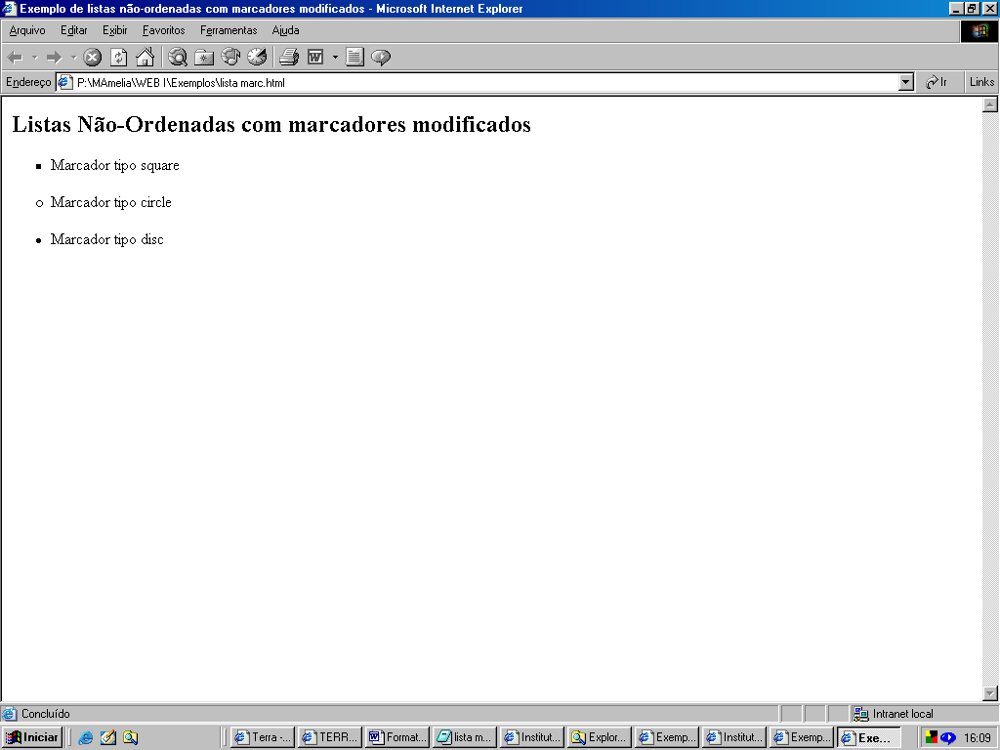 Exemplo de listas não-ordenadas com marcadores modificados - Microsoft Internet Explorer
Arquivo Editar Exibir Favoritos Ferramentas Ajuda
Endereço P:\MAmelia\WEB I\Exemplos\lista marc.html Ir Links
Listas Não-Ordenadas com marcadores modificados
Marcador tipo square
Marcador tipo circle
Marcador tipo disc
Concluído Intranet local
Iniciar Terra -... TERR... Format... lista m... Institut... Explor... Exemp... Institut... Exemp... Exe... 16:09